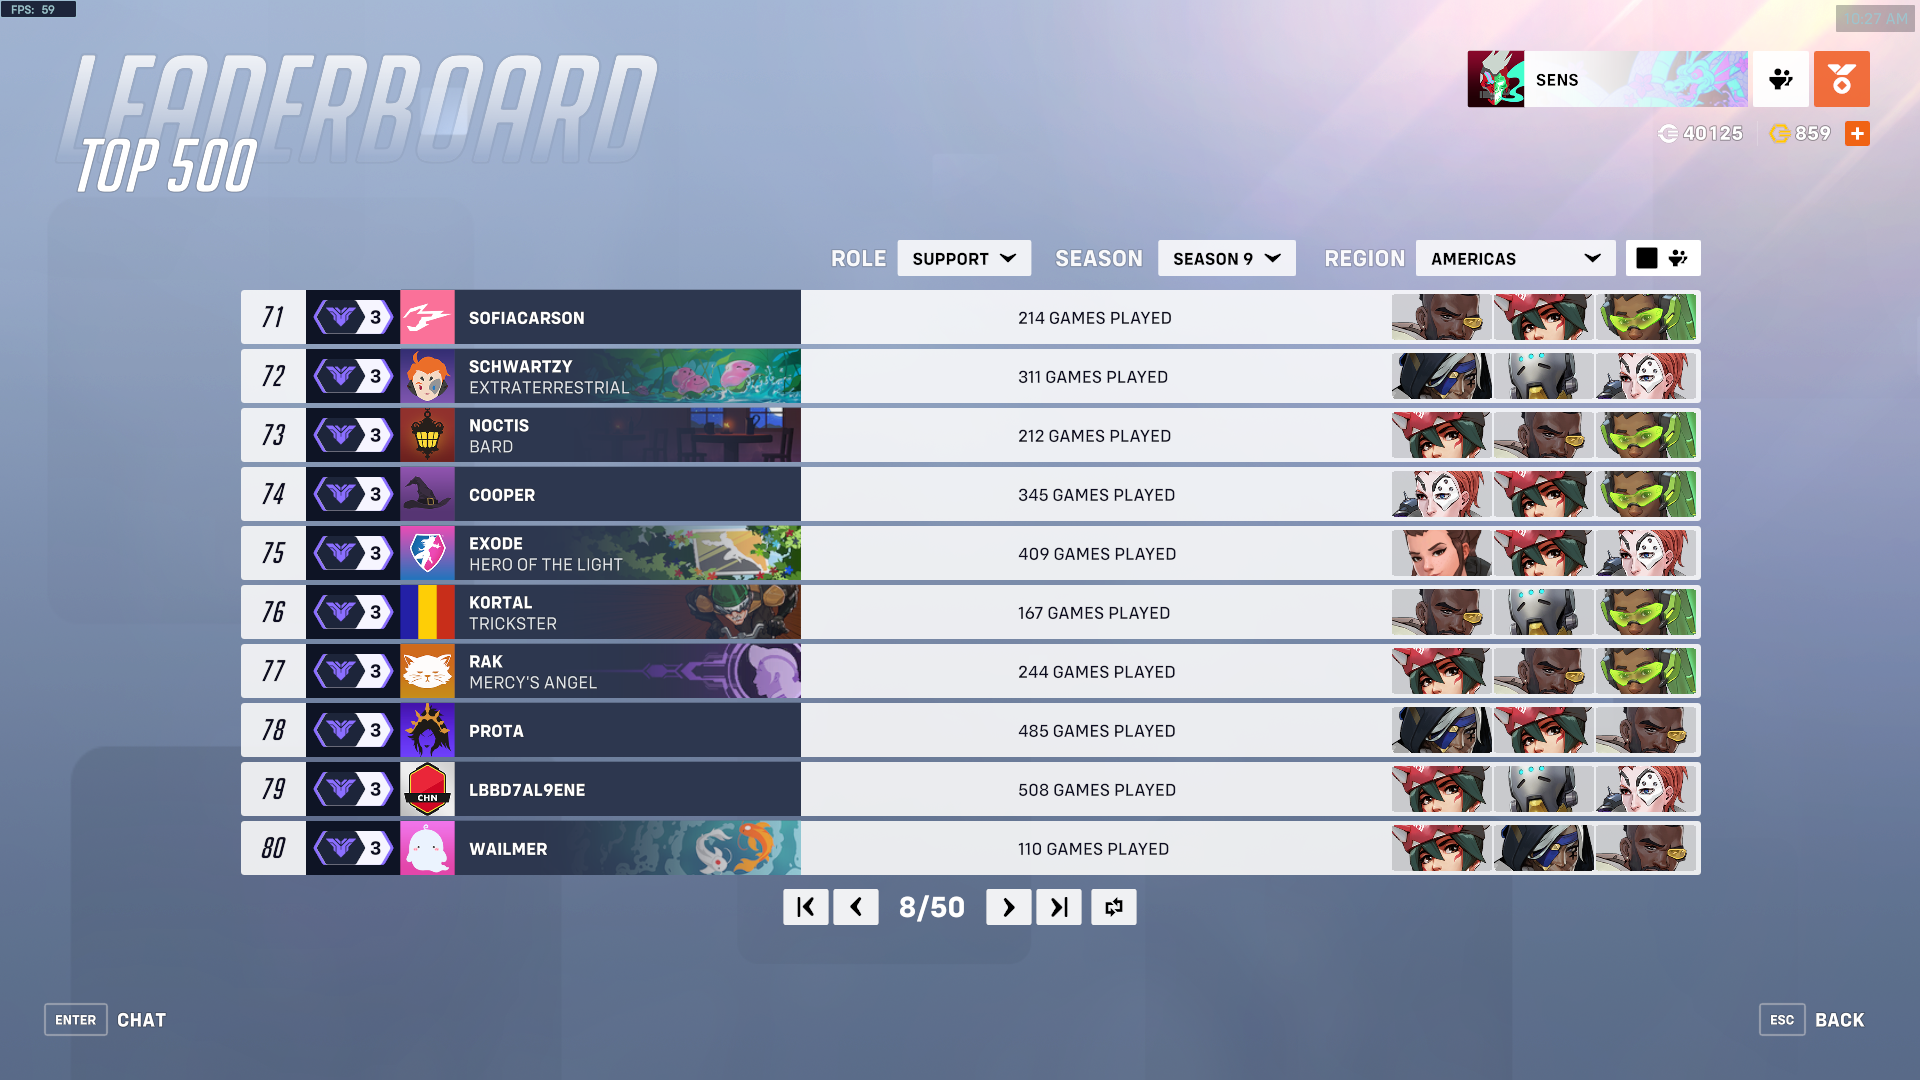 FPS: 59
10:27 AM
LEADERBOARD
TOP 500
SENS
40125
859
ROLE
SUPPORT
SEASON
SEASON 9
REGION
AMERICAS
71 3 SOFIACARSON 214 GAMES PLAYED
72 3 SCHWARTZY 311 GAMES PLAYED
EXTRATERRESTRIAL
73 3 NOCTIS 212 GAMES PLAYED
BARD
74 3 COOPER 345 GAMES PLAYED
75 3 EXODE 409 GAMES PLAYED
HERO OF THE LIGHT
76 3 KORTAL 167 GAMES PLAYED
TRICKSTER
77 3 RAK 244 GAMES PLAYED
MERCY'S ANGEL
78 3 PROTA 485 GAMES PLAYED
79 3 CHN LBBD7AL9ENE 508 GAMES PLAYED
80 3 WAILMER 110 GAMES PLAYED
8/50
ENTER CHAT
ESC BACK